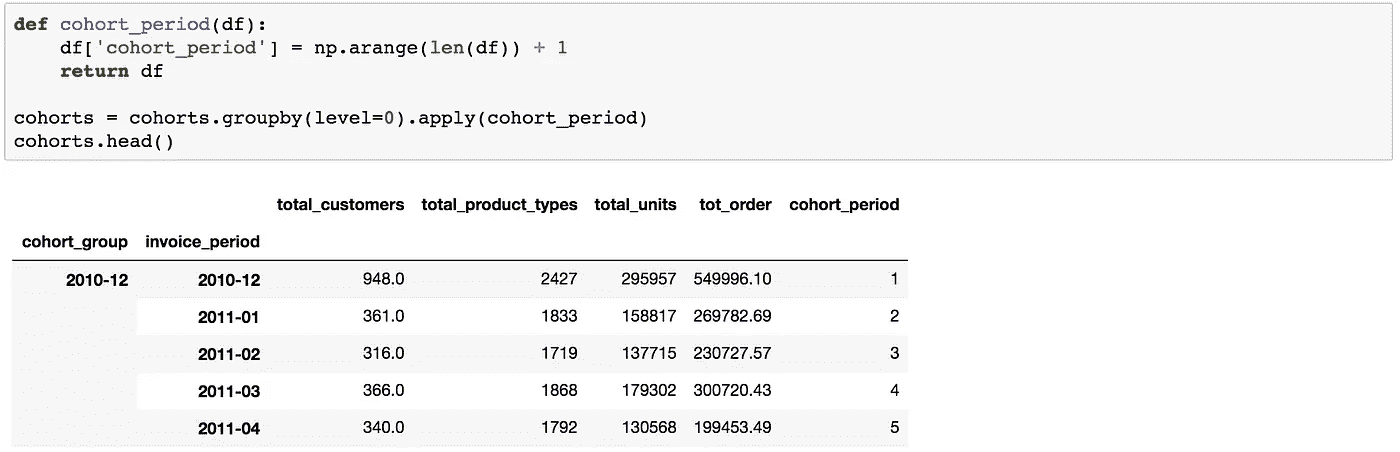 def cohort_period(df):
    df['cohort_period'] = np.arange(len(df)) + 1
    return df
cohorts = cohorts.groupby(level=0).apply(cohort_period)
cohorts.head()
total_customers total_product_types total_units tot_order cohort_period
cohort_group invoice_period
2010-12 2010-12 948.0 2427 295957 549996.10 1
2011-01 361.0 1833 158817 269782.69 2
2011-02 316.0 1719 137715 230727.57 3
2011-03 366.0 1868 179302 300720.43 4
2011-04 340.0 1792 130568 199453.49 5